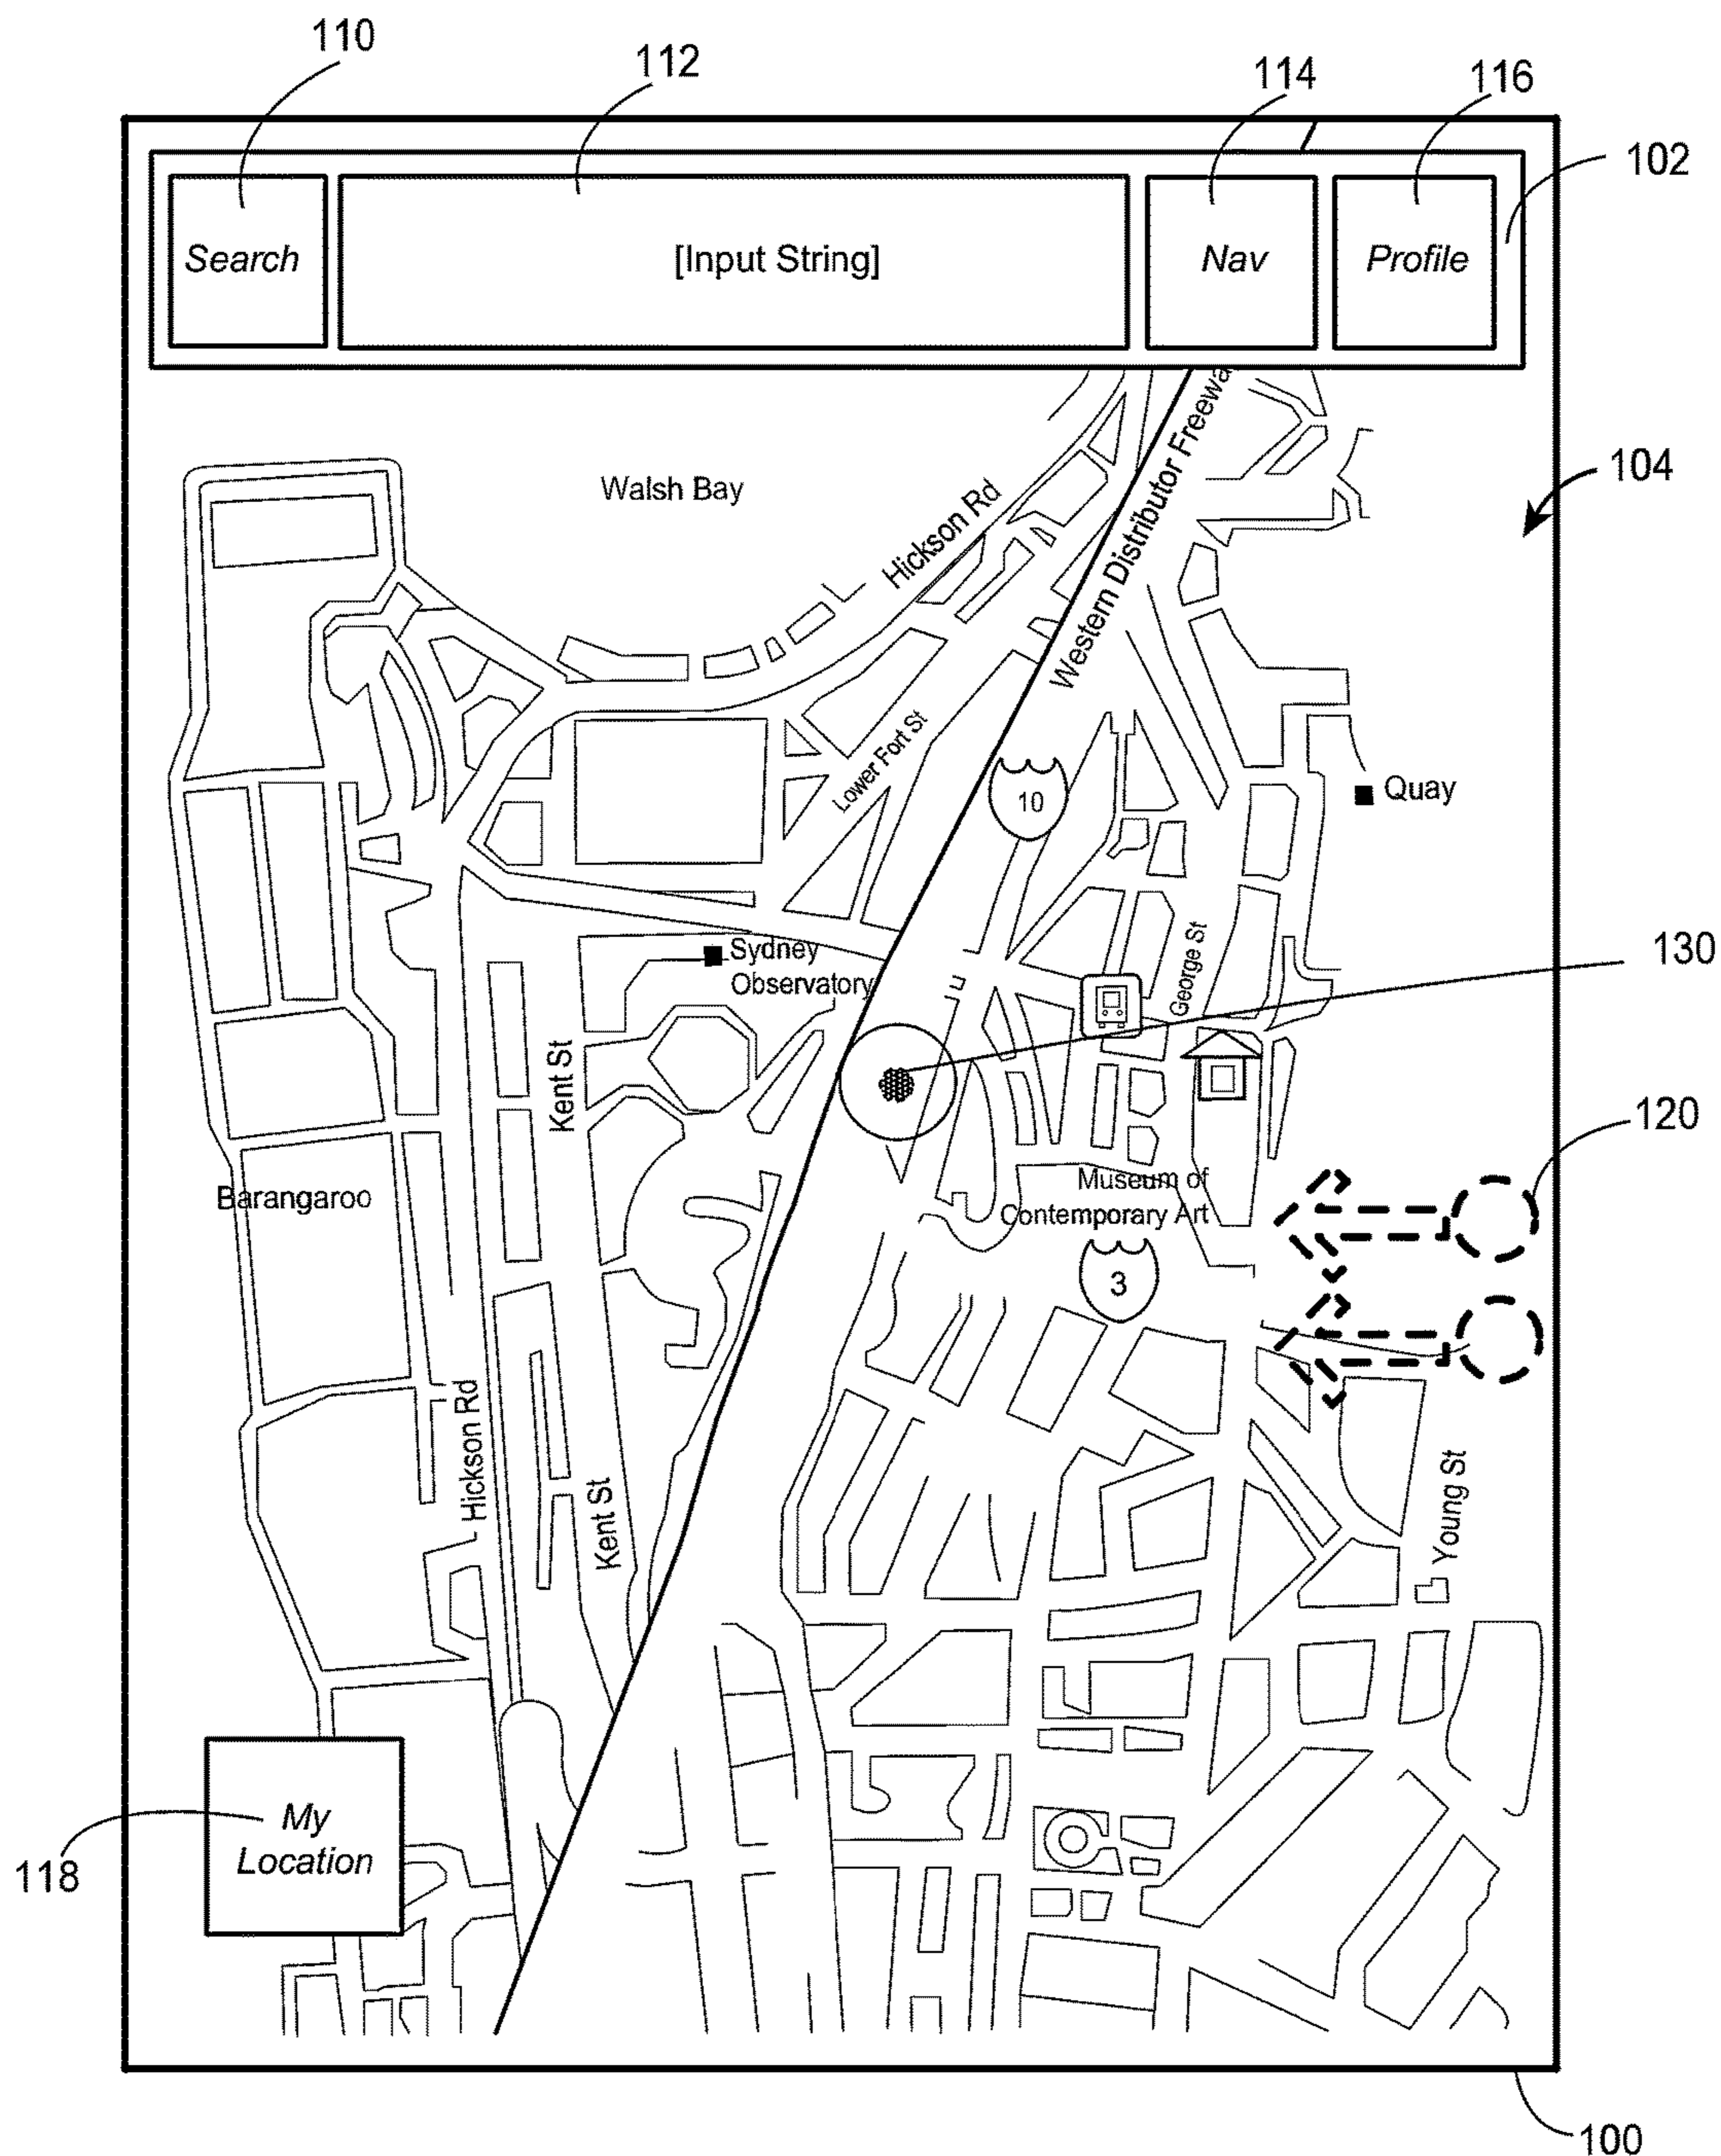 110
112
114
116
102
Search
[Input String]
Nav
Profile
104
Walsh Bay
Hickson Rd
Western Distributor Freewa
Lower Fort St
10
Quay
Sydney
Observatory
George St
130
Kent St
120
Barangaroo
Museum of
Contemporary Art
3
Hickson Rd
Kent St
Young St
My
Location
118
100